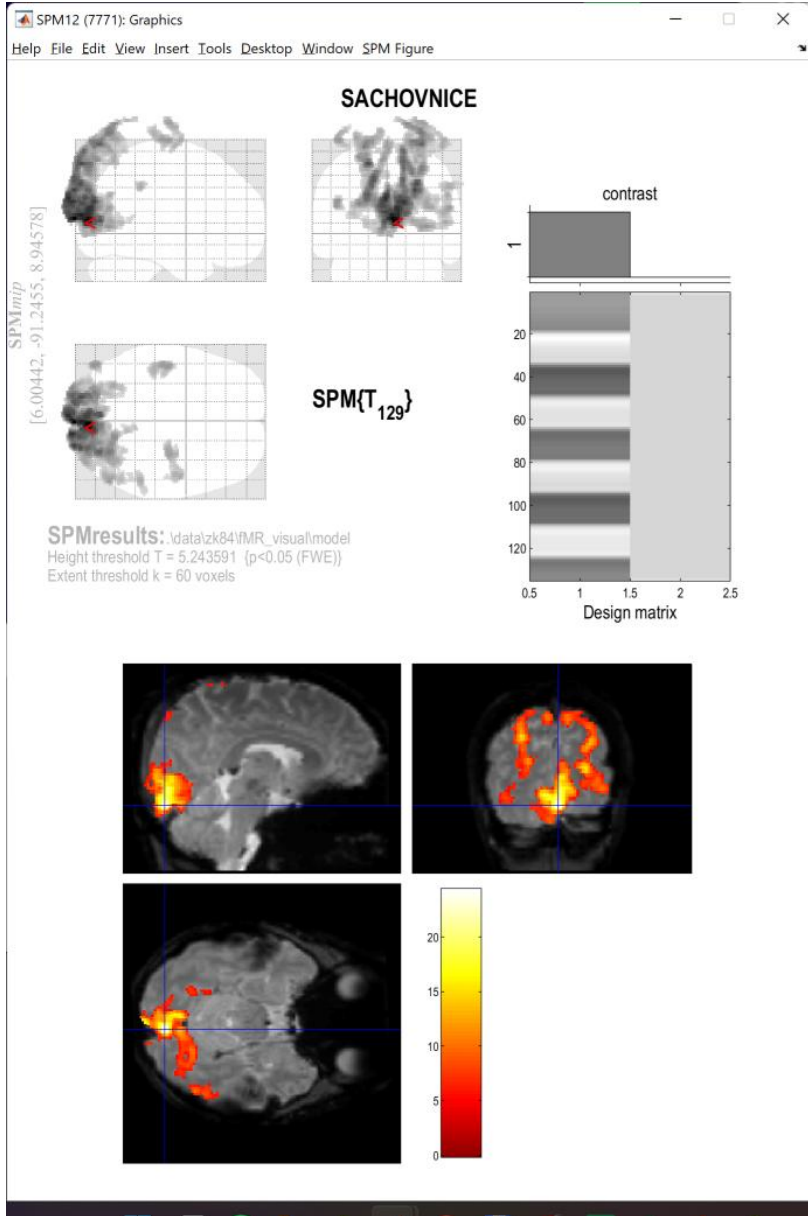 SPM12 (7771): Graphics
Help File Edit View Insert Tools Desktop Window SPM Figure
SACHOVNICE
SPMmip
[6.00442, -91.2455, 8.94578]
<
<
<
SPM{T129}
contrast
1
20
40
60
80
100
120
0.5 1 1.5 2 2.5
Design matrix
SPMresults: .\data\zk84\fMR_visual\model
Height threshold T = 5.243591 {p<0.05 (FWE)}
Extent threshold k = 60 voxels
20
15
10
5
0